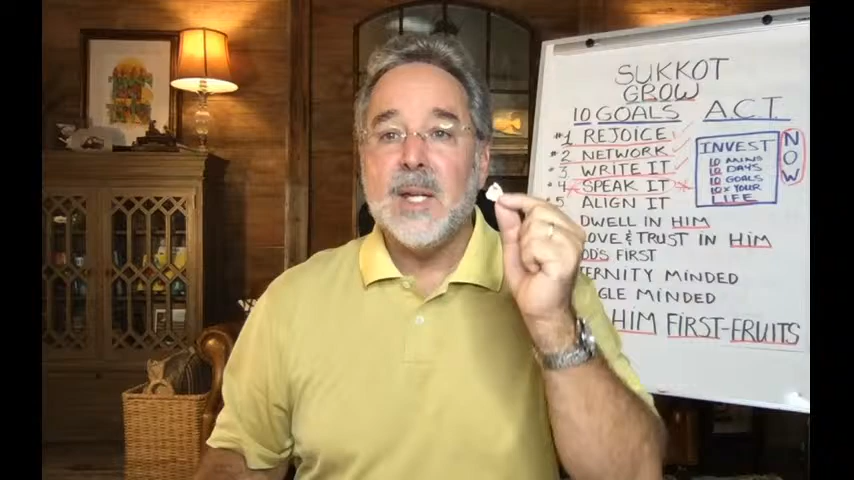 SUKKOT
GROW
10 GOALS A.C.T.
#1 REJOICE
#2 NETWORK
#3 WRITE IT
#4 SPEAK IT
5 ALIGN IT
DWELL IN HIM
OVE & TRUST IN HIM
OD'S FIRST
TERNITY MINDED
GLE MINDED
HIM FIRST-FRUITS
INVEST
10 MINS
10 DAYS
10 GOALS
10X YOUR
LIFE
NOW